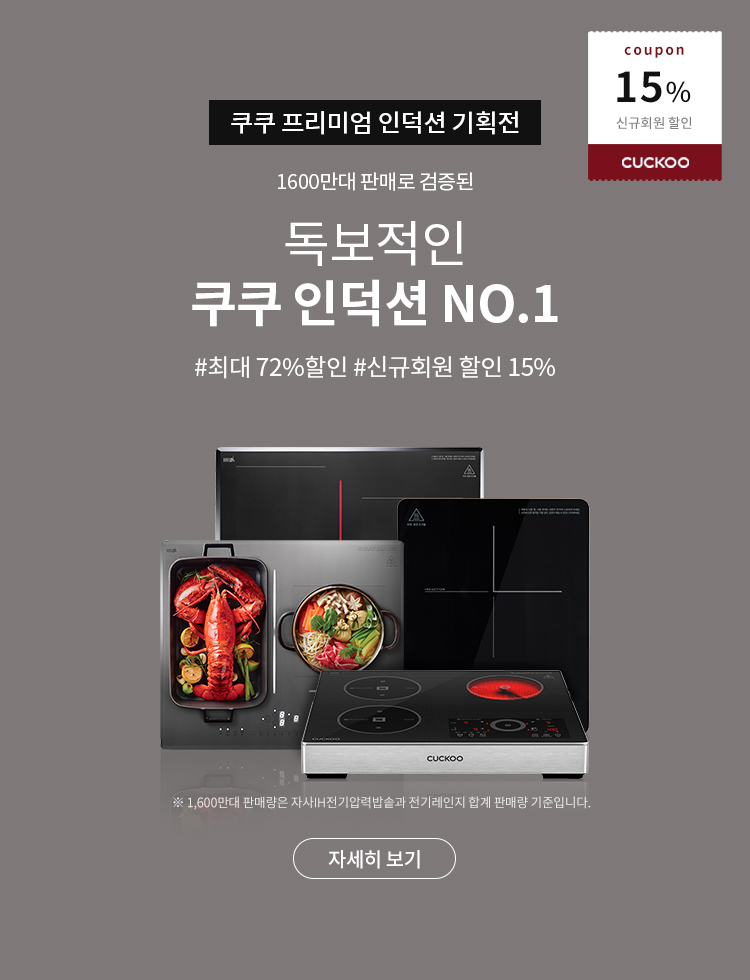 coupon
15%
신규회원 할인
CUCKOO
쿠쿠 프리미엄 인덕션 기획전
1600만대 판매로 검증된
독보적인
쿠쿠 인덕션 NO.1
#최대 72%할인 #신규회원 할인 15%
CUCKOO
CUCKOO
※ 1,600만대 판매량은 자사IH전기압력밥솥과 전기레인지 합계 판매량 기준입니다.
자세히 보기